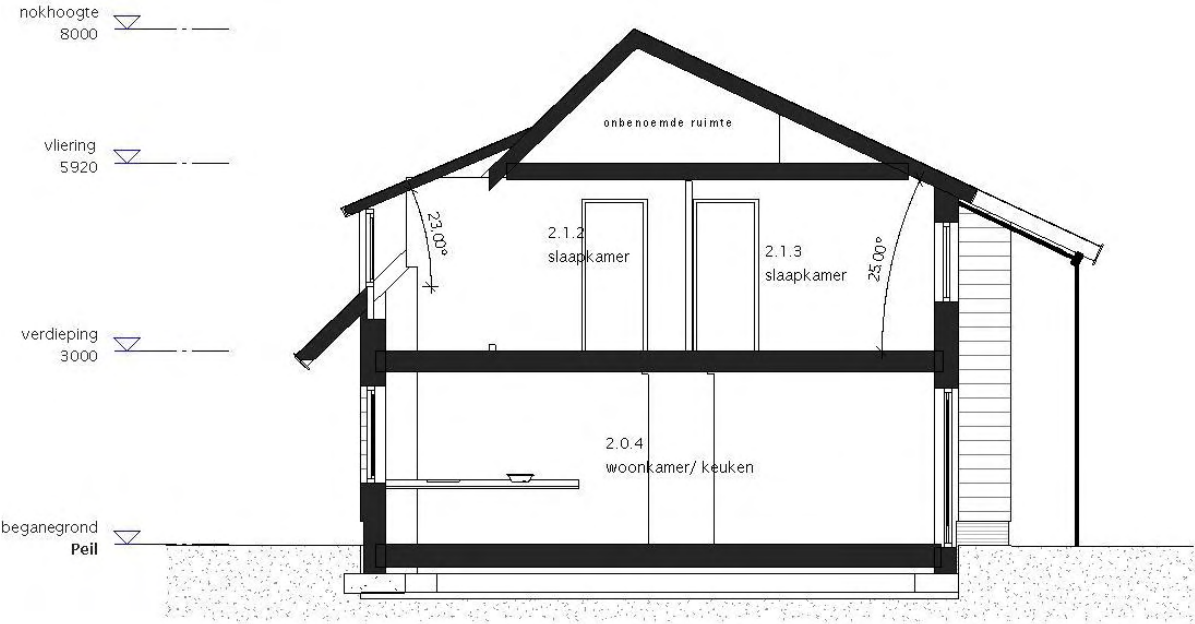 nokhoogte
8000
vliering
5920
verdieping
3000
beganegrond
Peil
onbenoemde ruimte
23.00°
2.1.2
slaapkamer
2.1.3
slaapkamer
25.00°
2.0.4
woonkamer/ keuken